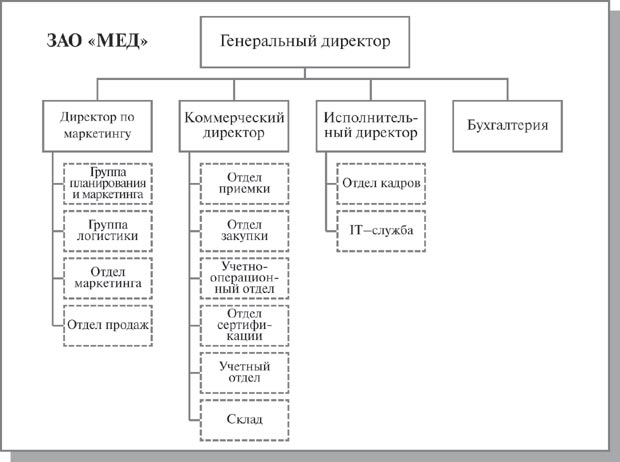 ЗАО «МЕД»
Генеральный директор
Директор по
маркетингу
Группа
планирования
и маркетинга
Группа
логистики
Отдел
маркетинга
Отдел продаж
Коммерческий
директор
Отдел
приемки
Отдел
закупки
Учетно-
операцион-
ный отдел
Отдел
сертифи-
кации
Учетный
отдел
Склад
Исполнитель-
ный директор
Отдел кадров
IT–служба
Бухгалтерия